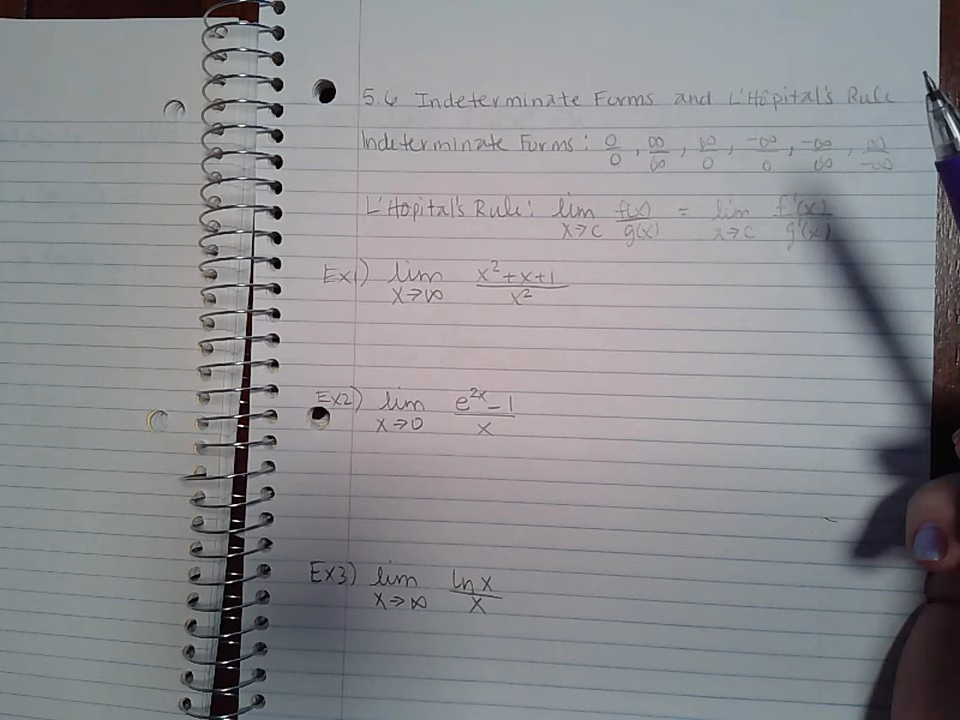 5.6 Indeterminate Forms and L'Hôpital's Rule
Indeterminate Forms: 0/0, ∞/∞, ∞/0, -∞/0, -∞/∞, ∞/-∞
L'Hôpital's Rule: lim x→c f(x)/g(x) = lim x→c f'(x)/g'(x)
Ex1) lim x→∞ (x²+x+1)/x²
Ex2) lim x→0 (e^{2x}-1)/x
Ex3) lim x→∞ ln x/x